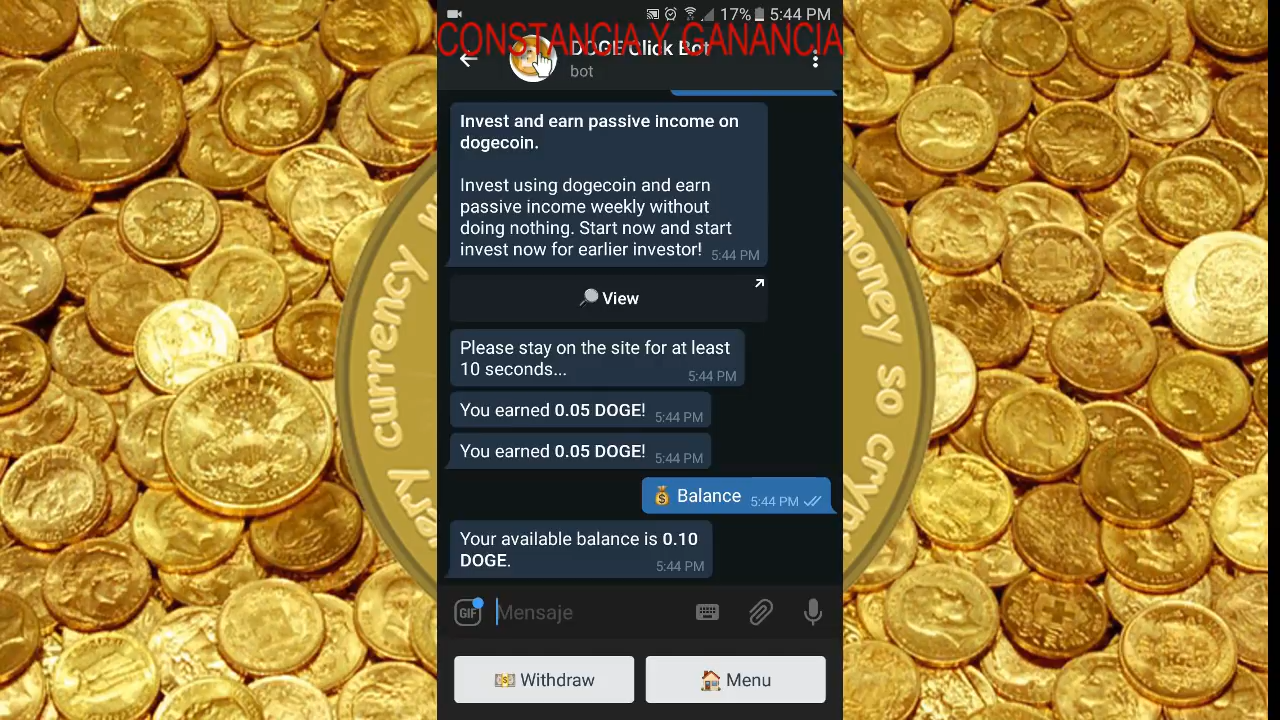 17% 5:44 PM
CONSTANCIA Y GANANCIA
DOGE Click Bot
bot
Invest and earn passive income on
dogecoin.
Invest using dogecoin and earn
passive income weekly without
doing nothing. Start now and start
invest now for earlier investor! 5:44 PM
View
Please stay on the site for at least
10 seconds... 5:44 PM
You earned 0.05 DOGE! 5:44 PM
You earned 0.05 DOGE! 5:44 PM
Balance 5:44 PM
Your available balance is 0.10
DOGE. 5:44 PM
GIF Mensaje
Withdraw Menu
currency
money so